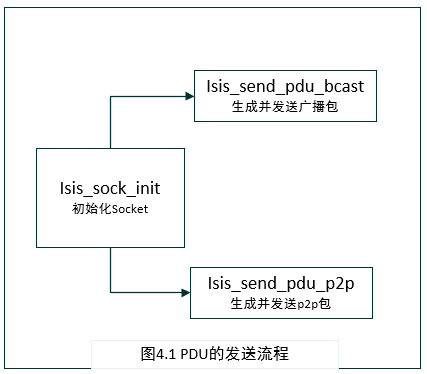 Isis_send_pdu_bcast
生成并发送广播包
Isis_sock_init
初始化Socket
Isis_send_pdu_p2p
生成并发送p2p包
图4.1 PDU的发送流程